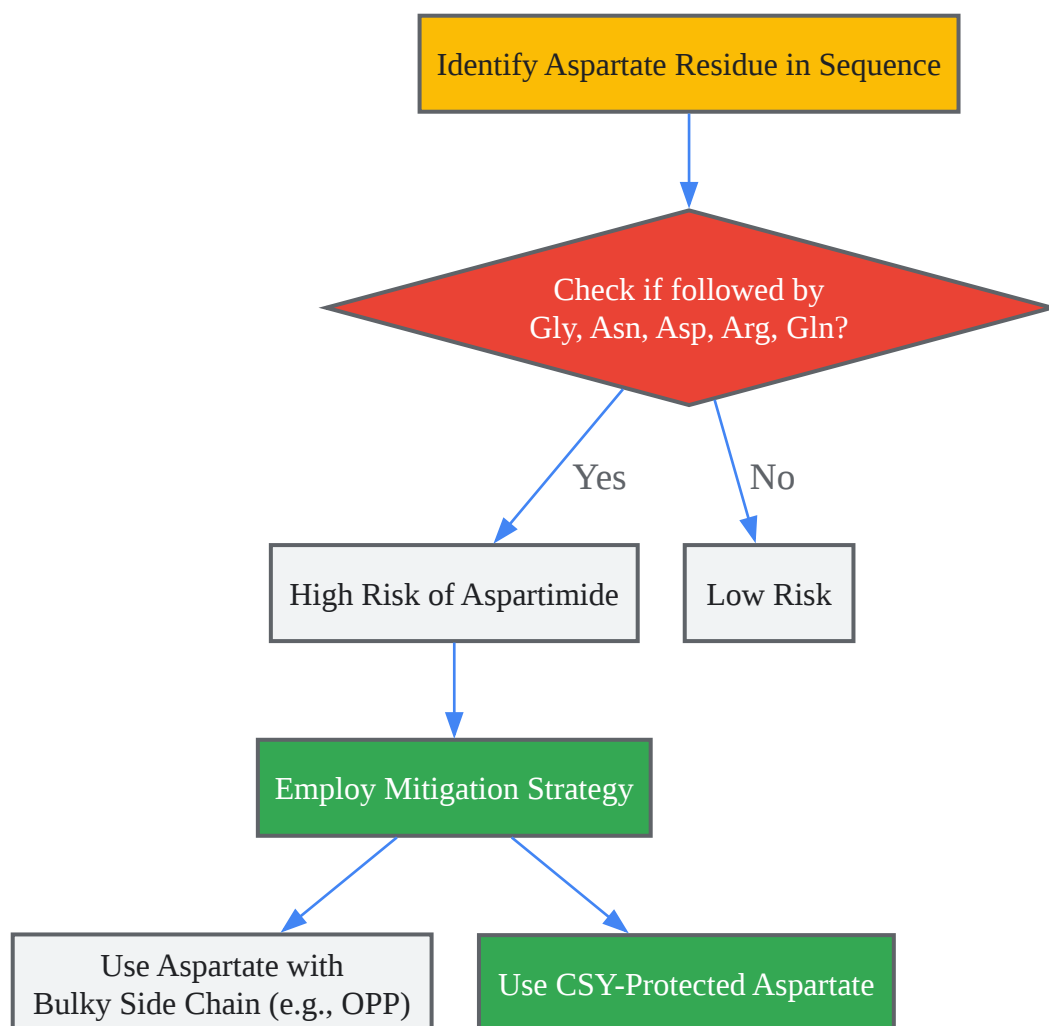 Identify Aspartate Residue in Sequence
Check if followed by
Gly, Asn, Asp, Arg, Gln?
Yes
No
High Risk of Aspartimide
Low Risk
Employ Mitigation Strategy
Use Aspartate with
Bulky Side Chain (e.g., OPP)
Use CSY-Protected Aspartate